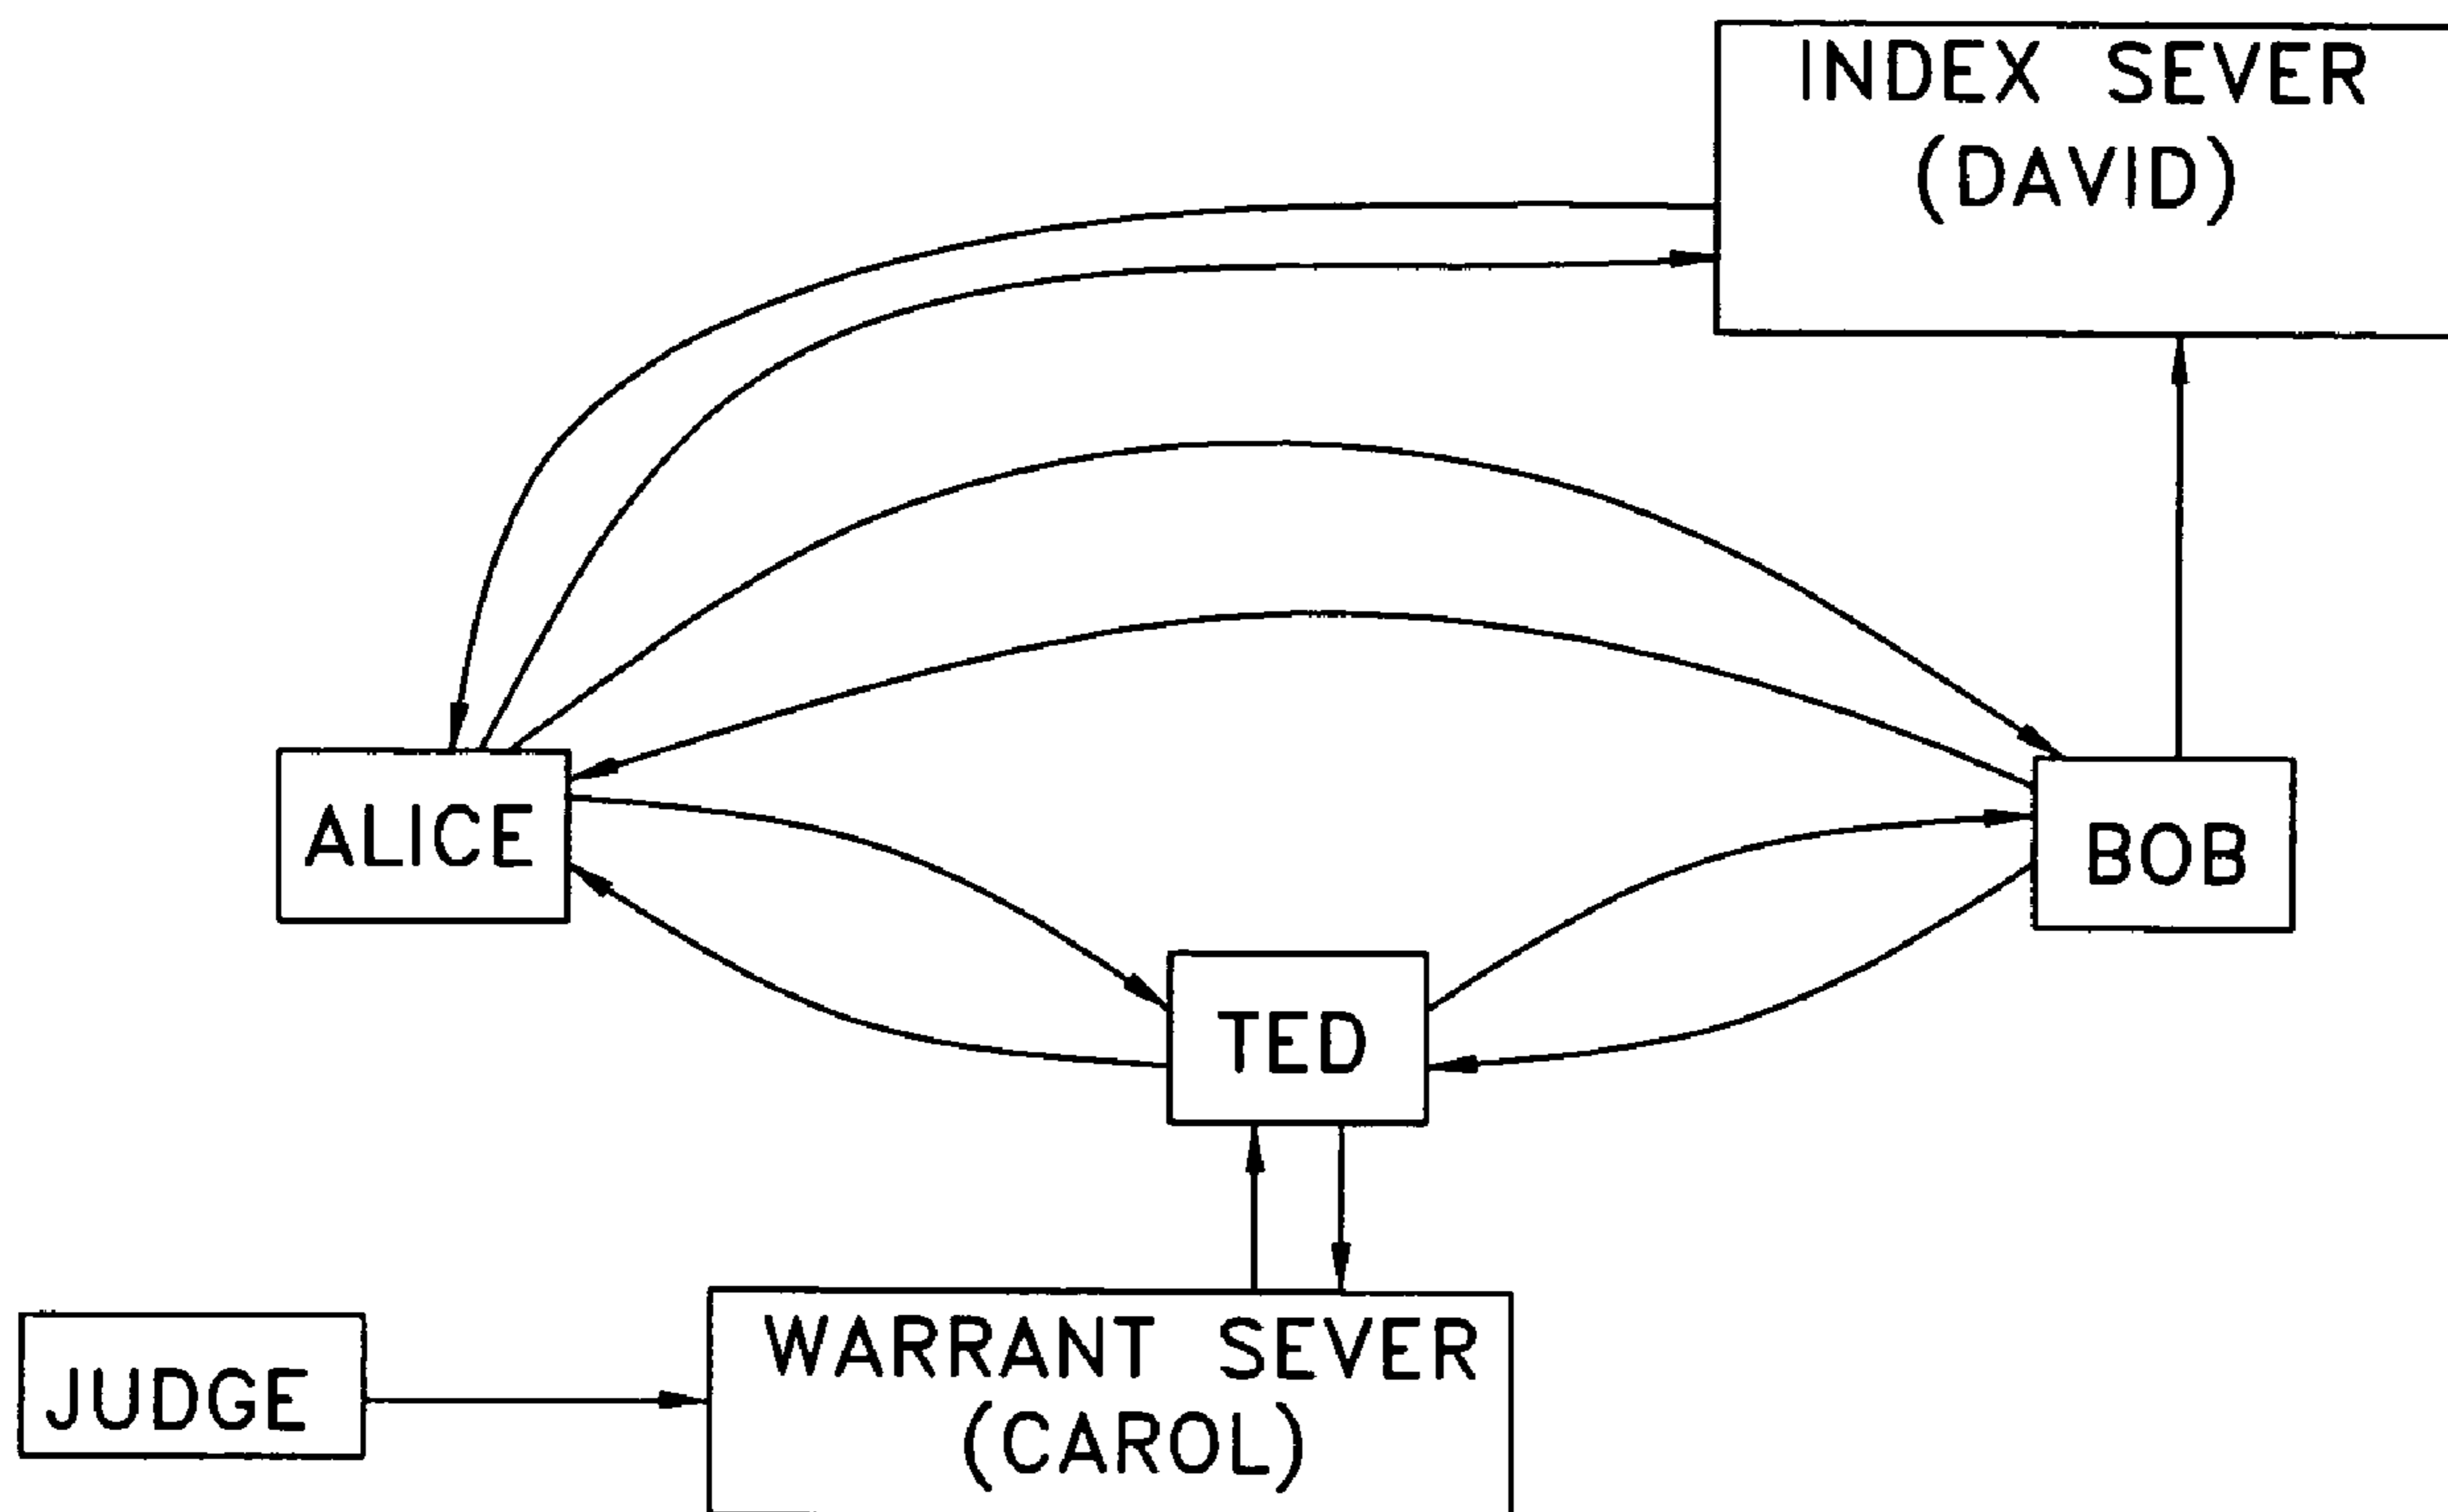 INDEX SEVER
(DAVID)
ALICE
BOB
TED
WARRANT SEVER
(CAROL)
JUDGE